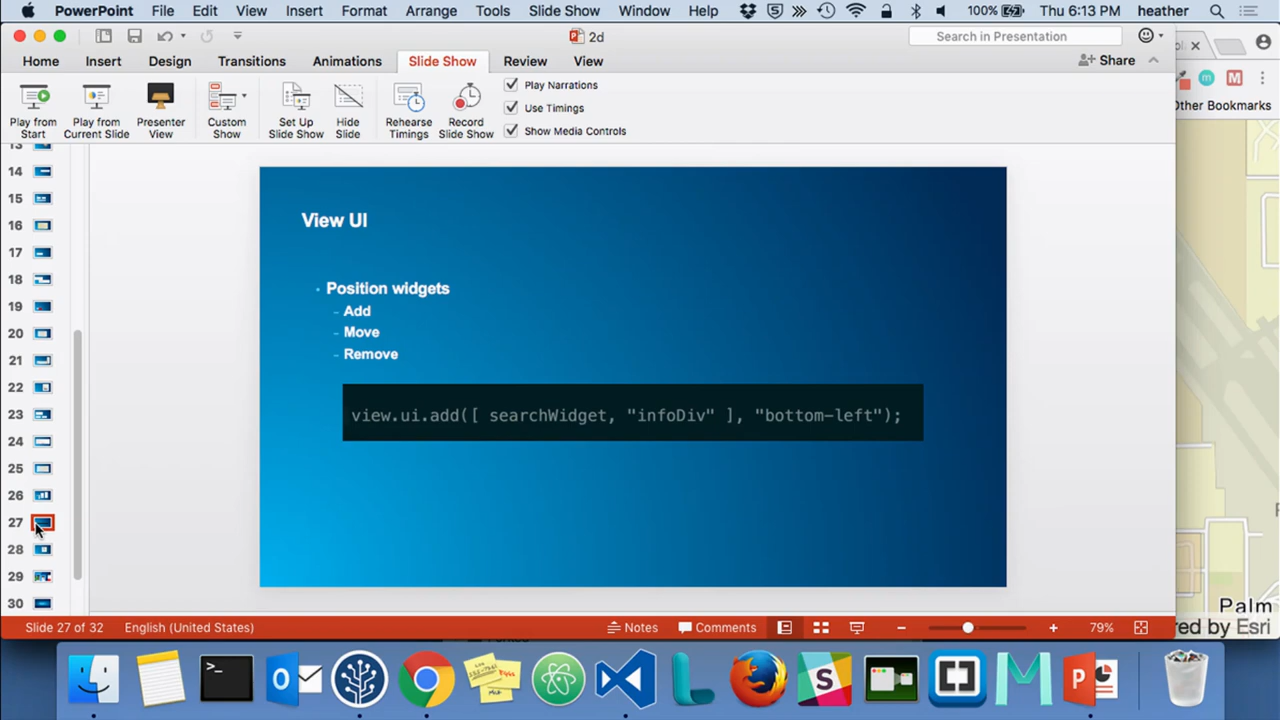 PowerPoint File Edit View Insert Format Arrange Tools Slide Show Window Help 100% Thu 6:13 PM heather
2d
Search in Presentation
Home Insert Design Transitions Animations Slide Show Review View Share
Play from Start
Play from Current Slide
Presenter View
Custom Show
Set Up Slide Show
Hide Slide
Rehearse Timings
Record Slide Show
Play Narrations
Use Timings
Show Media Controls
Other Bookmarks
13
14
15
16
17
18
19
20
21
22
23
24
25
26
27
28
29
30
View UI
Position widgets
- Add
- Move
- Remove
view.ui.add([ searchWidget, "infoDiv" ], "bottom-left");
Palm
red by Esri
Slide 27 of 32 English (United States) Notes Comments 79%